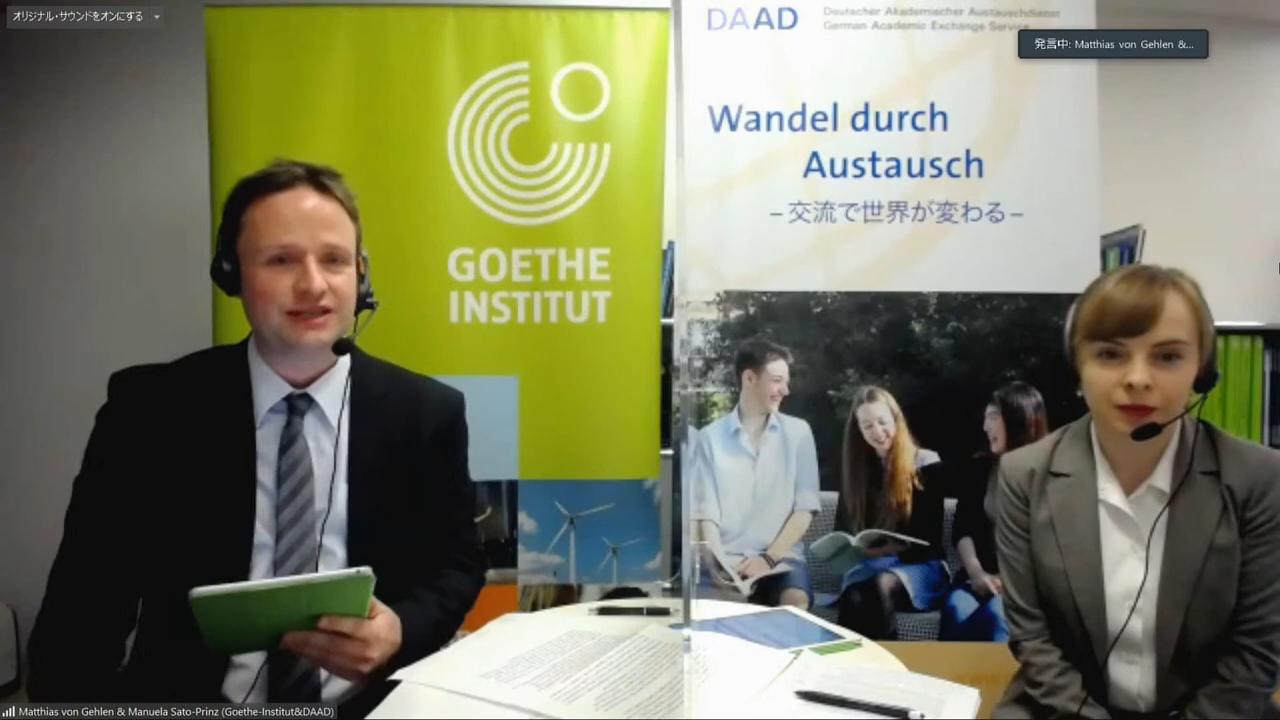 オリジナル・サウンドをオンにする
DAAD
Deutscher Akademischer Austauschdienst
German Academic Exchange Service
発言中: Matthias von Gehlen &...
Wandel durch
Austausch
–交流で世界が変わる–
GOETHE
INSTITUT
Matthias von Gehlen & Manuela Sato-Prinz (Goethe-Institut&DAAD)